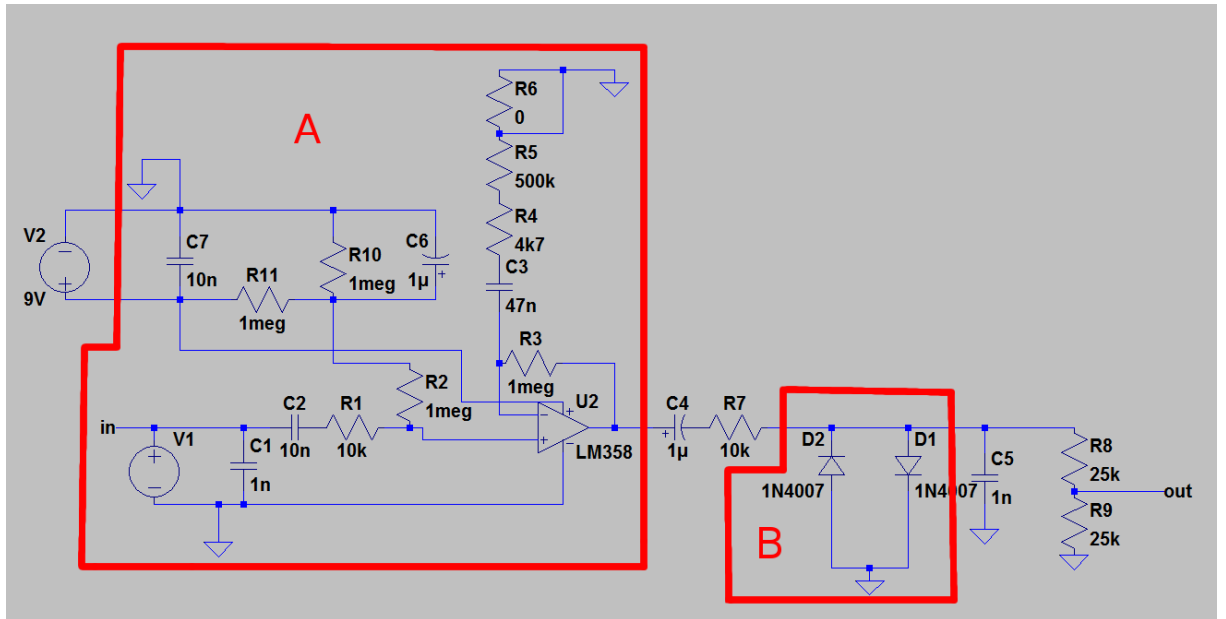 A
R6
0
R5
500k
R4
4k7
C3
47n
V2
9V
C7
10n
R11
1meg
R10
1meg
C6
1µ
+
R3
1meg
R2
1meg
U2
LM358
in
V1
C1
1n
C2
10n
R1
10k
C4
1µ
+
R7
10k
D2
1N4007
D1
1N4007
B
C5
1n
R8
25k
out
R9
25k